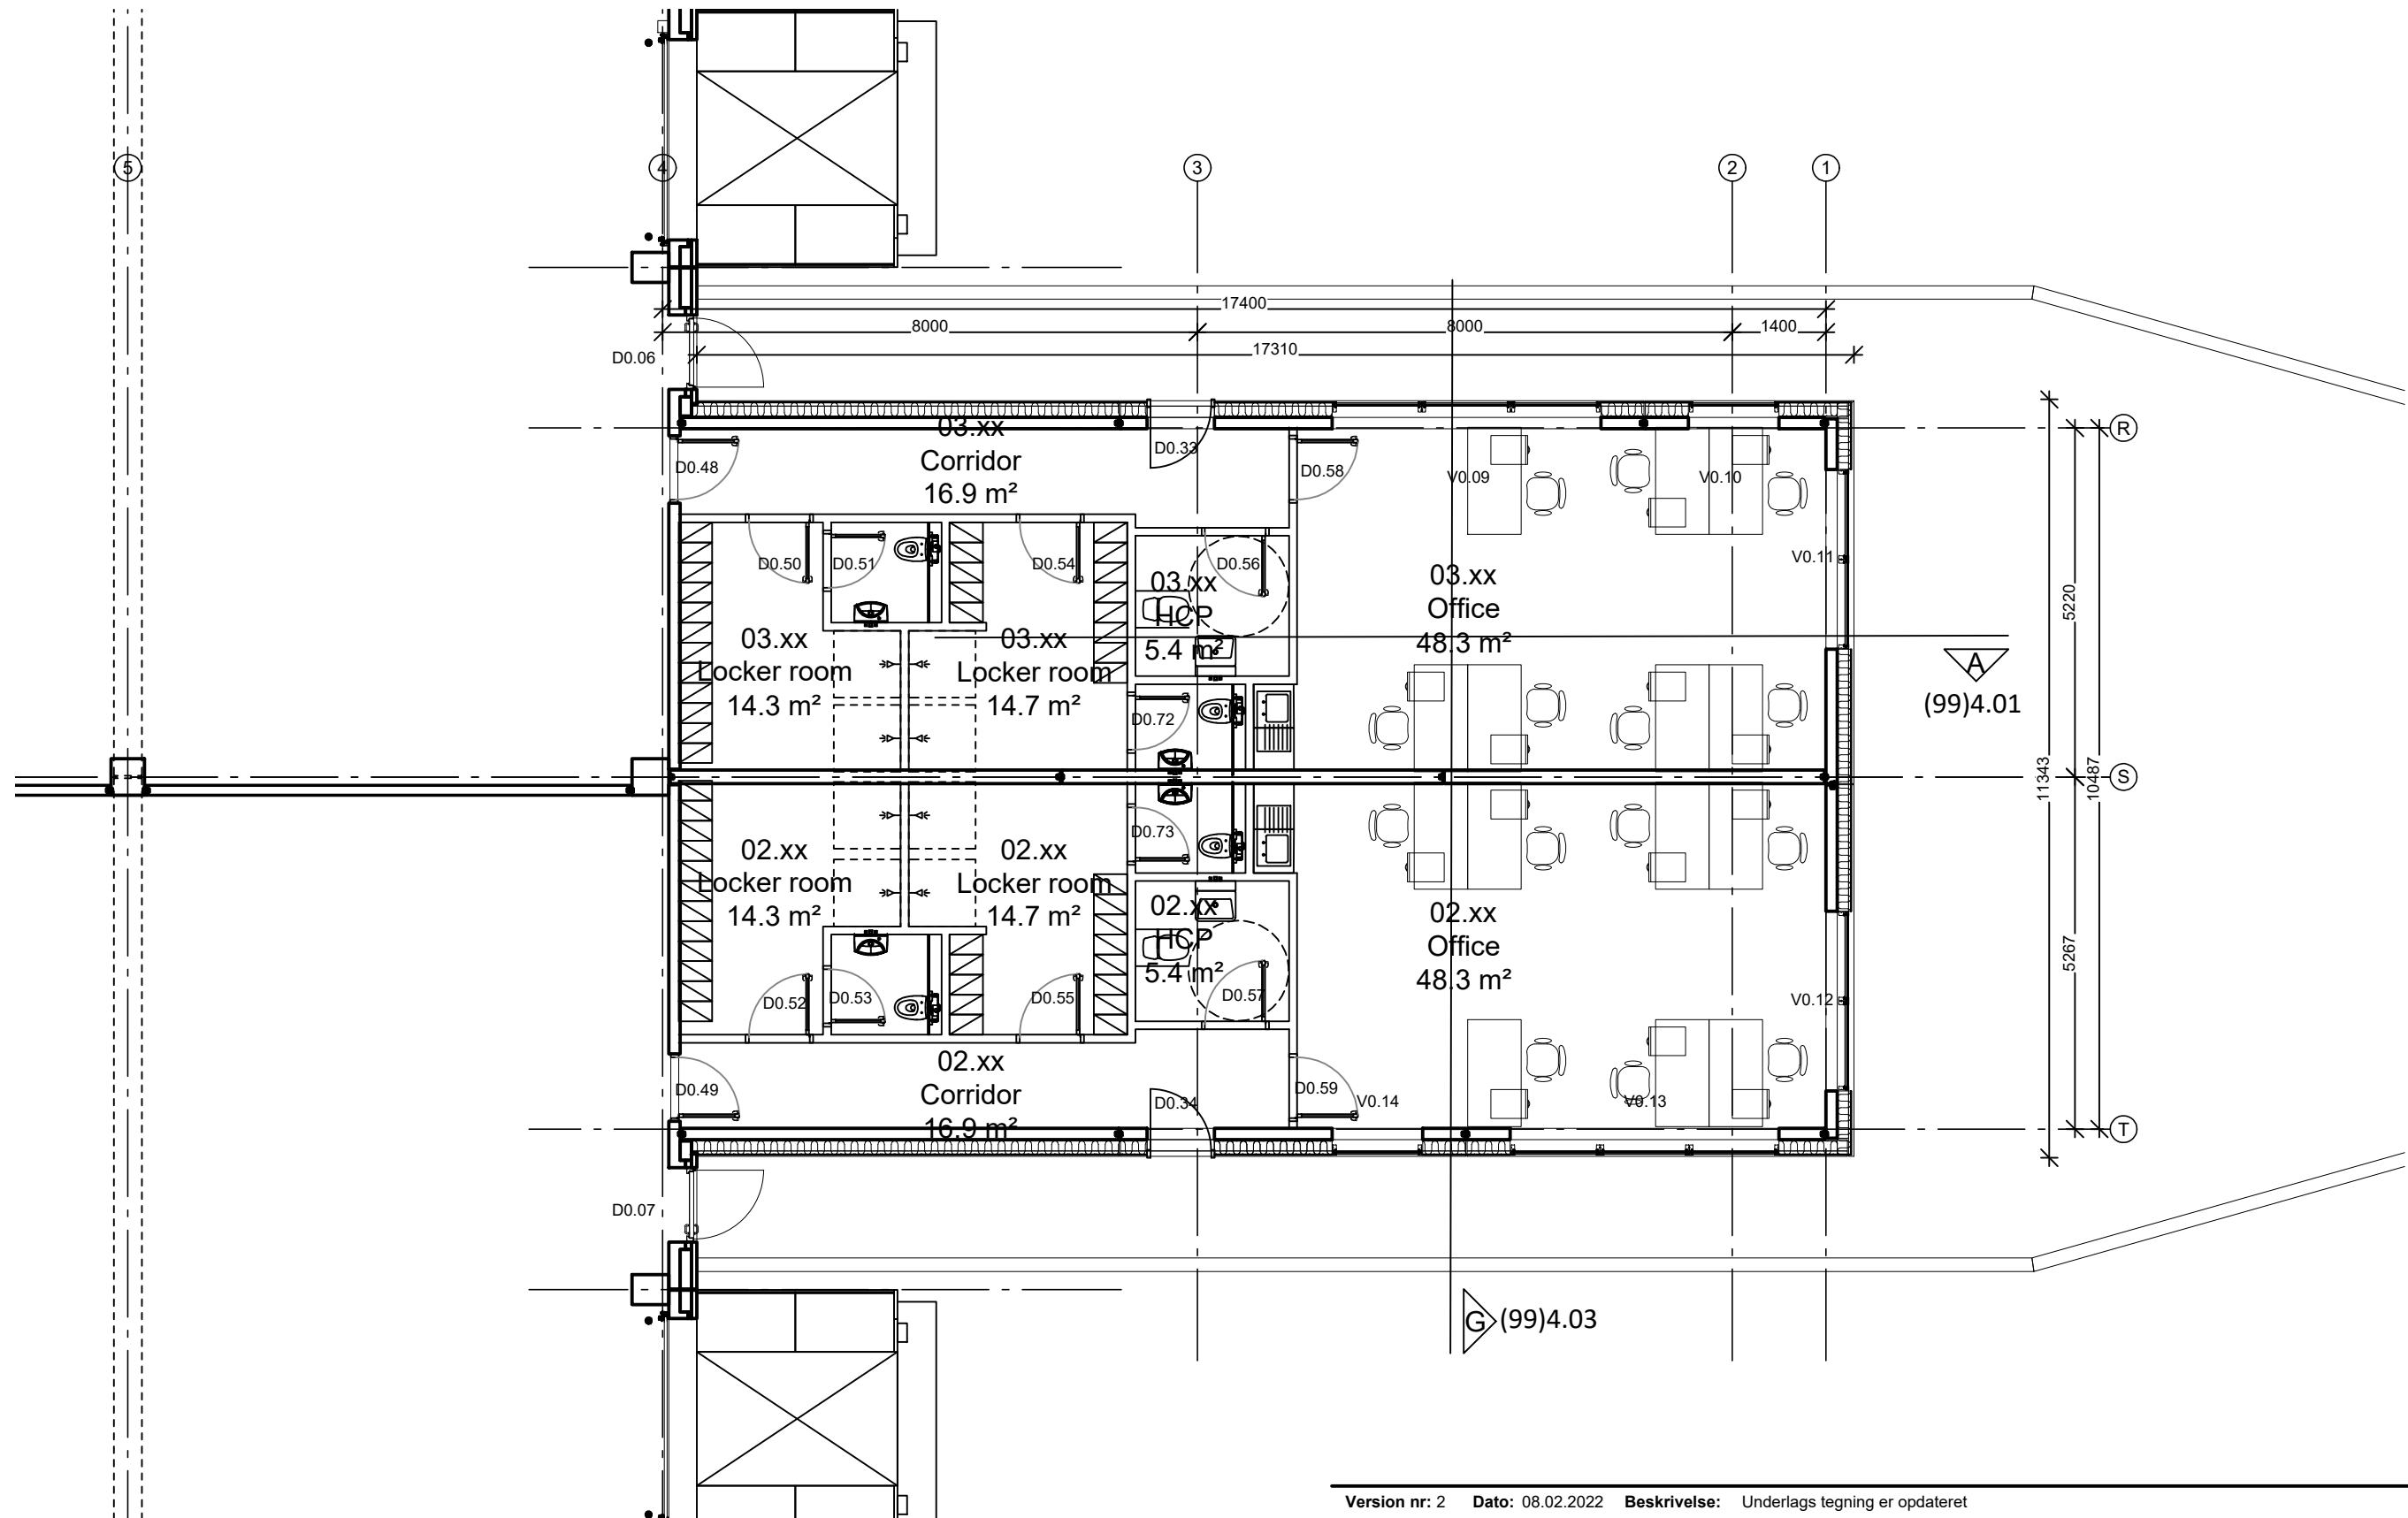 5
4
3
2
1
17400
8000
8000
1400
17310
D0.06
R
03.xx
Corridor
16.9 m²
D0.48
D0.33
D0.58
V0.09
V0.10
D0.50
D0.51
D0.54
D0.56
V0.11
03.xx
HCP
5.4 m²
03.xx
Office
48.3 m²
5220
03.xx
Locker room
14.3 m²
03.xx
Locker room
14.7 m²
A
(99)4.01
D0.72
11343
10487
S
D0.73
02.xx
Locker room
14.3 m²
02.xx
Locker room
14.7 m²
02.xx
HCP
5.4 m²
02.xx
Office
48.3 m²
5267
D0.52
D0.53
D0.55
D0.57
V0.12
02.xx
Corridor
16.9 m²
D0.49
D0.34
D0.59
V0.14
V0.13
T
D0.07
G
(99)4.03
Version nr: 2 Dato: 08.02.2022 Beskrivelse: Underlags tegning er opdateret